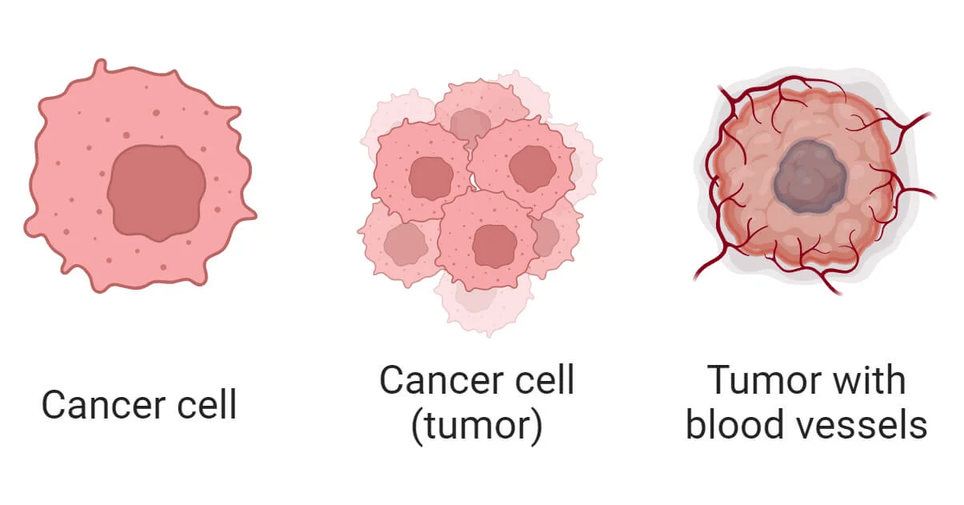 Cancer cell
Cancer cell
(tumor)
Tumor with
blood vessels